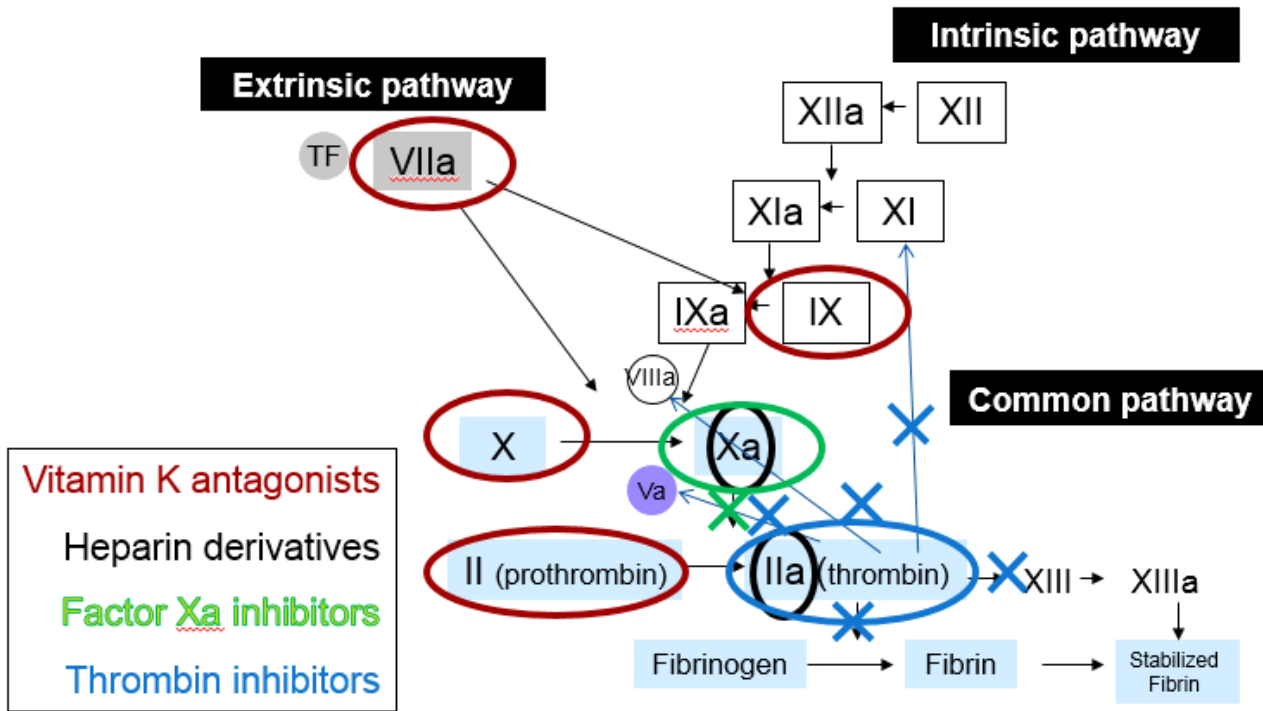 Intrinsic pathway
Extrinsic pathway
XIIa
XII
TF
VIIa
XIa
XI
IXa
IX
VIIIa
Common pathway
X
Xa
Va
II (prothrombin)
IIa (thrombin)
XIII
XIIIa
Fibrinogen
Fibrin
Stabilized
Fibrin
Vitamin K antagonists
Heparin derivatives
Factor Xa inhibitors
Thrombin inhibitors